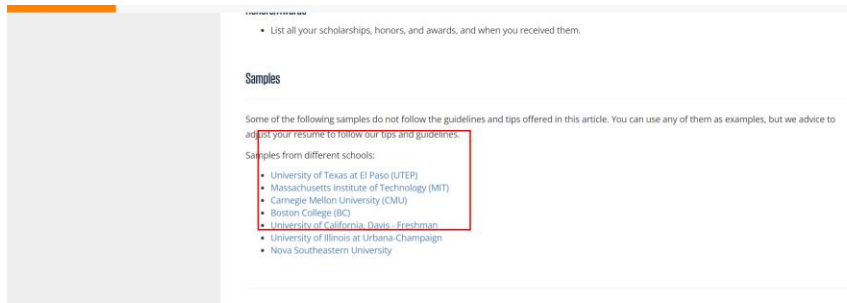 Honors/Awards
List all your scholarships, honors, and awards, and when you received them.
Samples
Some of the following samples do not follow the guidelines and tips offered in this article. You can use any of them as examples, but we advice to
adjust your resume to follow our tips and guidelines.
Samples from different schools:
University of Texas at El Paso (UTEP)
Massachusetts Institute of Technology (MIT)
Carnegie Mellon University (CMU)
Boston College (BC)
University of California, Davis - Freshman
University of Illinois at Urbana-Champaign
Nova Southeastern University